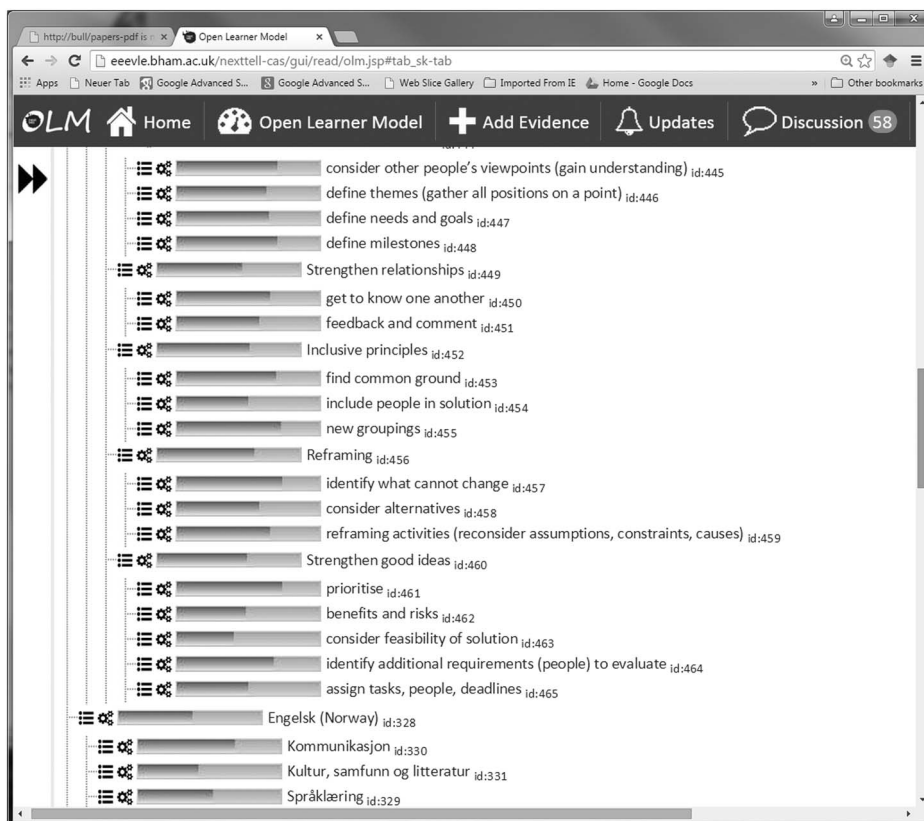 http://bull/papers-pdf is n
Open Learner Model
eeevle.bham.ac.uk/nexttell-cas/gui/read/olm.jsp#tab_sk-tab
Apps Neuer Tab Google Advanced S... Google Advanced S... Web Slice Gallery Imported From IE Home - Google Docs » Other bookmarks
OLM Home Open Learner Model Add Evidence Updates Discussion 58
consider other people's viewpoints (gain understanding) id:445
define themes (gather all positions on a point) id:446
define needs and goals id:447
define milestones id:448
Strengthen relationships id:449
get to know one another id:450
feedback and comment id:451
Inclusive principles id:452
find common ground id:453
include people in solution id:454
new groupings id:455
Reframing id:456
identify what cannot change id:457
consider alternatives id:458
reframing activities (reconsider assumptions, constraints, causes) id:459
Strengthen good ideas id:460
prioritise id:461
benefits and risks id:462
consider feasibility of solution id:463
identify additional requirements (people) to evaluate id:464
assign tasks, people, deadlines id:465
Engelsk (Norway) id:328
Kommunikasjon id:330
Kultur, samfunn og litteratur id:331
Språklæring id:329